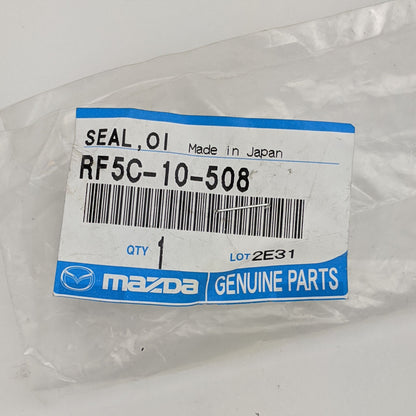 SEAL,OI Made in Japan
RF5C-10-508
QTY 1 LOT 2E31
mazda GENUINE PARTS